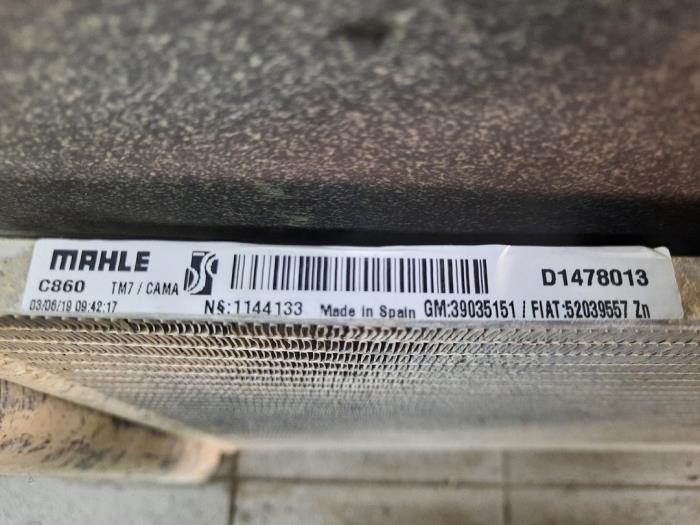 MAHLE
C860 TM7 / CAMA
D1478013
03/06/19 09:42:17 N§:1144133 Made in Spain GM:39035151 / FIAT:52039557 Zn